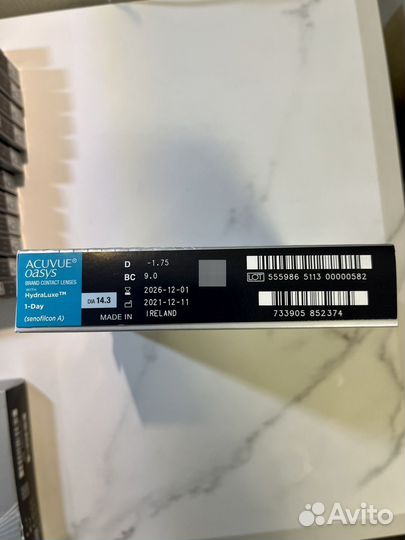 ACUVUE®
OASYS
BRAND CONTACT LENSES
WITH
HydraLuxe™
1-Day
(senofilcon A)
DIA 14.3
D -1.75
BC 9.0
2026-12-01
2021-12-11
MADE IN IRELAND
LOT 555986 5113 00000582
733905 852374
Avito